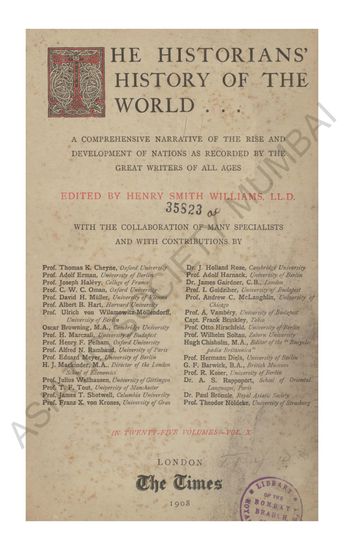 THE HISTORIANS'
HISTORY OF THE
WORLD . . .
A COMPREHENSIVE NARRATIVE OF THE RISE AND
DEVELOPMENT OF NATIONS AS RECORDED BY THE
GREAT WRITERS OF ALL AGES
EDITED BY HENRY SMITH WILLIAMS, LL.D.
35823
WITH THE COLLABORATION OF MANY SPECIALISTS
AND WITH CONTRIBUTIONS BY
Prof. Thomas K. Cheyne, Oxford University
Prof. Adolf Erman, University of Berlin
Prof. Joseph Halévy, College of France
Prof. C. W. C. Oman, Oxford University
Prof. David H. Müller, University of Vienna
Prof. Albert B. Hart, Harvard University
Prof. Ulrich von Wilamowitz-Möllendorff,
University of Berlin
Oscar Browning, M.A., Cambridge University
Prof. H. Marczali, University of Budapest
Prof. Henry F. Pelham, Oxford University
Prof. Alfred P. Rambaud, University of Paris
Prof. Eduard Meyer, University of Berlin
H. J. Mackinder, M.A., Director of the London
School of Economics
Prof. Julius Wellhausen, University of Göttingen
Prof. T. F. Tout, University of Manchester
Prof. James T. Shotwell, Columbia University
Prof. Franz X. von Krones, University of Graz
Dr. J. Holland Rose, Cambridge University
Prof. Adolf Harnack, University of Berlin
Dr. James Gairdner, C.B., London
Prof. I. Goldziher, University of Budapest
Prof. Andrew C. McLaughlin, University of
Chicago
Prof. A. Vambéry, University of Budapest
Capt. Frank Brinkley, Tokio
Prof. Otto Hirschfeld, University of Berlin
Prof. Wilhelm Soltau, Zabern University
Hugh Chisholm, M.A., Editor of the "Encyclo-
pædia Britannica"
Prof. Hermann Diels, University of Berlin
G. F. Barwick, B.A., British Museum
Prof. R. Koser, University of Berlin
Dr. A. S. Rappoport, School of Oriental
Languages, Paris
Dr. Paul Brönnle, Royal Asiatic Society
Prof. Theodor Nöldeke, University of Strasburg
IN TWENTY-FIVE VOLUMES—VOL. X.
LONDON
The Times
1908
LIBRARY
OF THE
BOMBAY
BRANCH